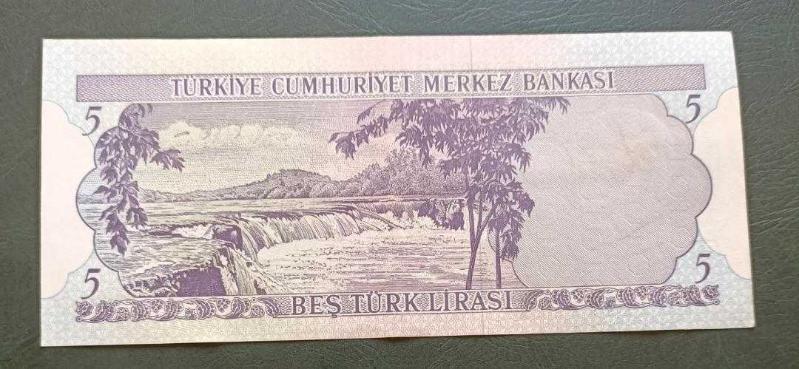 TÜRKİYE CUMHURİYET MERKEZ BANKASI
5 5
5 5
BEŞ TÜRK LİRASI